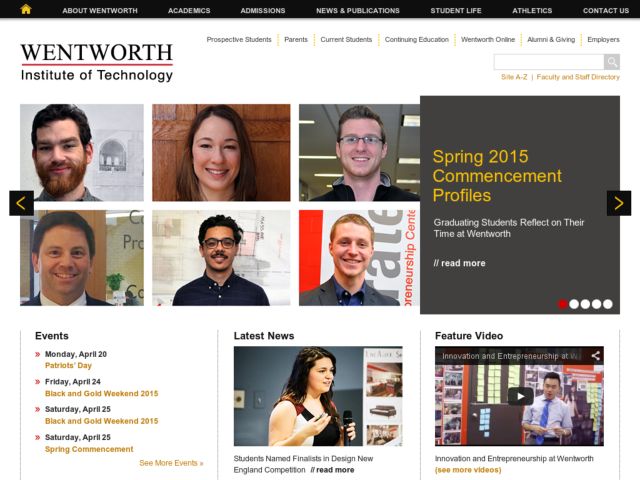 ABOUT WENTWORTH ACADEMICS ADMISSIONS NEWS & PUBLICATIONS STUDENT LIFE ATHLETICS CONTACT US
Prospective Students Parents Current Students Continuing Education Wentworth Online Alumni & Giving Employers
WENTWORTH
Institute of Technology
Site A-Z | Faculty and Staff Directory
Spring 2015
Commencement
Profiles
Graduating Students Reflect on Their
Time at Wentworth
// read more
Events
» Monday, April 20
Patriots' Day
» Friday, April 24
Black and Gold Weekend 2015
» Saturday, April 25
Black and Gold Weekend 2015
» Saturday, April 25
Spring Commencement
See More Events »
Latest News
Students Named Finalists in Design New
England Competition // read more
Feature Video
Innovation and Entrepreneurship at W
Innovation and Entrepreneurship at Wentworth
(see more videos)